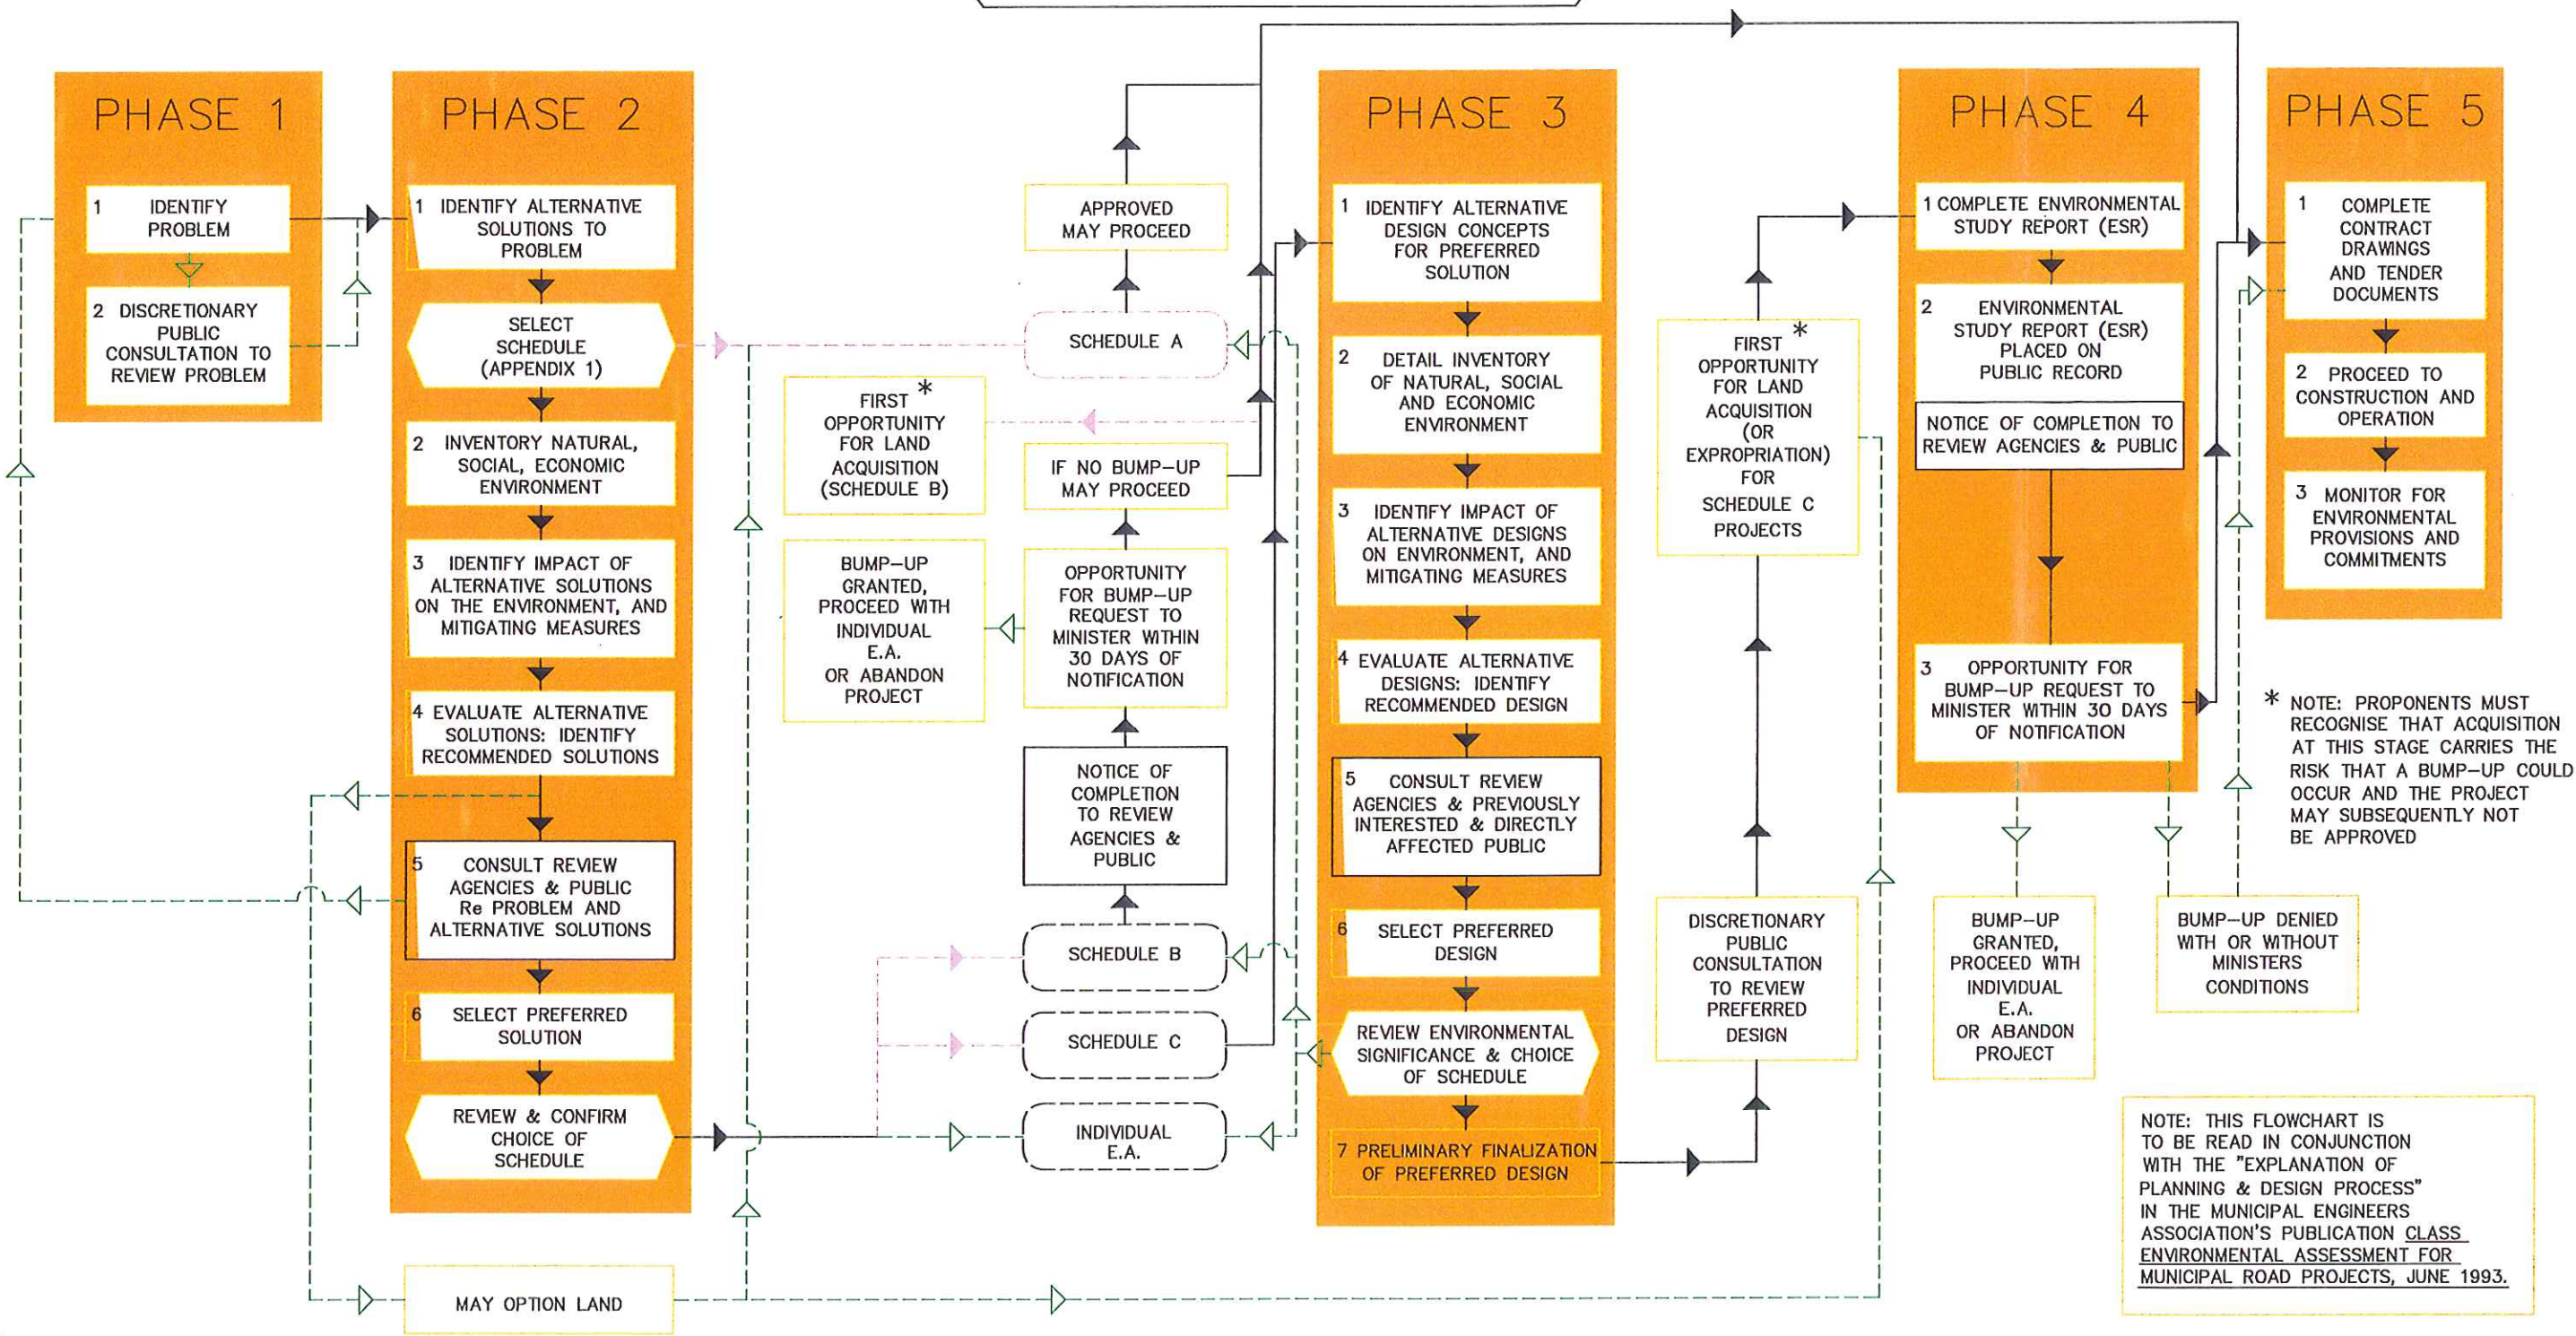 PHASE 1
1 IDENTIFY
PROBLEM
2 DISCRETIONARY
PUBLIC
CONSULTATION TO
REVIEW PROBLEM
PHASE 2
1 IDENTIFY ALTERNATIVE
SOLUTIONS TO
PROBLEM
SELECT
SCHEDULE
(APPENDIX 1)
2 INVENTORY NATURAL,
SOCIAL, ECONOMIC
ENVIRONMENT
3 IDENTIFY IMPACT OF
ALTERNATIVE SOLUTIONS
ON THE ENVIRONMENT, AND
MITIGATING MEASURES
4 EVALUATE ALTERNATIVE
SOLUTIONS: IDENTIFY
RECOMMENDED SOLUTIONS
5 CONSULT REVIEW
AGENCIES & PUBLIC
Re PROBLEM AND
ALTERNATIVE SOLUTIONS
6 SELECT PREFERRED
SOLUTION
REVIEW & CONFIRM
CHOICE OF
SCHEDULE
MAY OPTION LAND
FIRST *
OPPORTUNITY
FOR LAND
ACQUISITION
(SCHEDULE B)
BUMP-UP
GRANTED,
PROCEED WITH
INDIVIDUAL
E.A.
OR ABANDON
PROJECT
APPROVED
MAY PROCEED
SCHEDULE A
IF NO BUMP-UP
MAY PROCEED
OPPORTUNITY
FOR BUMP-UP
REQUEST TO
MINISTER WITHIN
30 DAYS OF
NOTIFICATION
NOTICE OF
COMPLETION
TO REVIEW
AGENCIES &
PUBLIC
SCHEDULE B
SCHEDULE C
INDIVIDUAL
E.A.
PHASE 3
1 IDENTIFY ALTERNATIVE
DESIGN CONCEPTS
FOR PREFERRED
SOLUTION
2 DETAIL INVENTORY
OF NATURAL, SOCIAL
AND ECONOMIC
ENVIRONMENT
3 IDENTIFY IMPACT OF
ALTERNATIVE DESIGNS
ON ENVIRONMENT, AND
MITIGATING MEASURES
4 EVALUATE ALTERNATIVE
DESIGNS: IDENTIFY
RECOMMENDED DESIGN
5 CONSULT REVIEW
AGENCIES & PREVIOUSLY
INTERESTED & DIRECTLY
AFFECTED PUBLIC
6 SELECT PREFERRED
DESIGN
REVIEW ENVIRONMENTAL
SIGNIFICANCE & CHOICE
OF SCHEDULE
7 PRELIMINARY FINALIZATION
OF PREFERRED DESIGN
FIRST *
OPPORTUNITY
FOR LAND
ACQUISITION
(OR
EXPROPRIATION)
FOR
SCHEDULE C
PROJECTS
DISCRETIONARY
PUBLIC
CONSULTATION
TO REVIEW
PREFERRED
DESIGN
PHASE 4
1 COMPLETE ENVIRONMENTAL
STUDY REPORT (ESR)
2 ENVIRONMENTAL
STUDY REPORT (ESR)
PLACED ON
PUBLIC RECORD
NOTICE OF COMPLETION TO
REVIEW AGENCIES & PUBLIC
3 OPPORTUNITY FOR
BUMP-UP REQUEST TO
MINISTER WITHIN 30 DAYS
OF NOTIFICATION
BUMP-UP
GRANTED,
PROCEED WITH
INDIVIDUAL
E.A.
OR ABANDON
PROJECT
BUMP-UP DENIED
WITH OR WITHOUT
MINISTERS
CONDITIONS
PHASE 5
1 COMPLETE
CONTRACT
DRAWINGS
AND TENDER
DOCUMENTS
2 PROCEED TO
CONSTRUCTION AND
OPERATION
3 MONITOR FOR
ENVIRONMENTAL
PROVISIONS AND
COMMITMENTS
* NOTE: PROPONENTS MUST
RECOGNISE THAT ACQUISITION
AT THIS STAGE CARRIES THE
RISK THAT A BUMP-UP COULD
OCCUR AND THE PROJECT
MAY SUBSEQUENTLY NOT
BE APPROVED
NOTE: THIS FLOWCHART IS
TO BE READ IN CONJUNCTION
WITH THE "EXPLANATION OF
PLANNING & DESIGN PROCESS"
IN THE MUNICIPAL ENGINEERS
ASSOCIATION'S PUBLICATION CLASS
ENVIRONMENTAL ASSESSMENT FOR
MUNICIPAL ROAD PROJECTS, JUNE 1993.